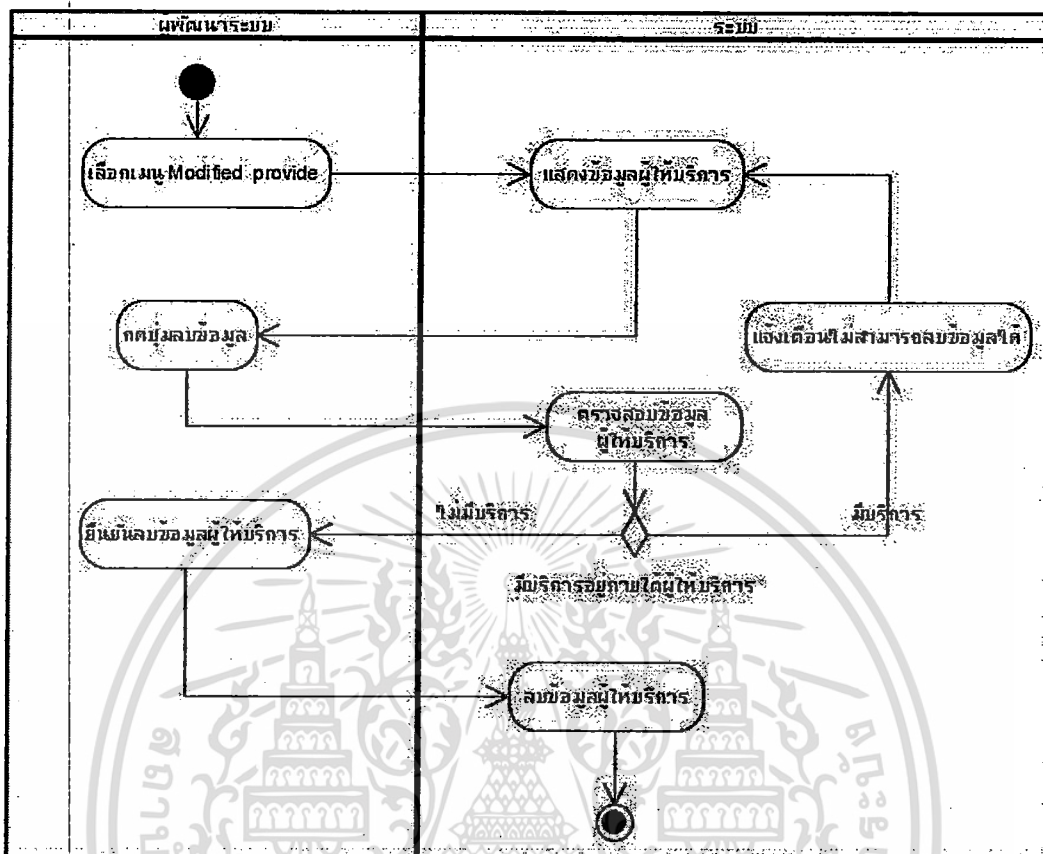 ผู้พัฒนาระบบ
ระบบ
เลือกเมนู Modified provide
แสดงข้อมูลผู้ให้บริการ
กดปุ่มลบข้อมูล
แจ้งเตือนไม่สามารถลบข้อมูลได้
ตรวจสอบข้อมูล
ผู้ให้บริการ
ไม่มีบริการ
มีบริการ
ยืนยันลบข้อมูลผู้ให้บริการ
มีบริการอยู่ภายใต้ผู้ให้บริการ
ลบข้อมูลผู้ให้บริการ